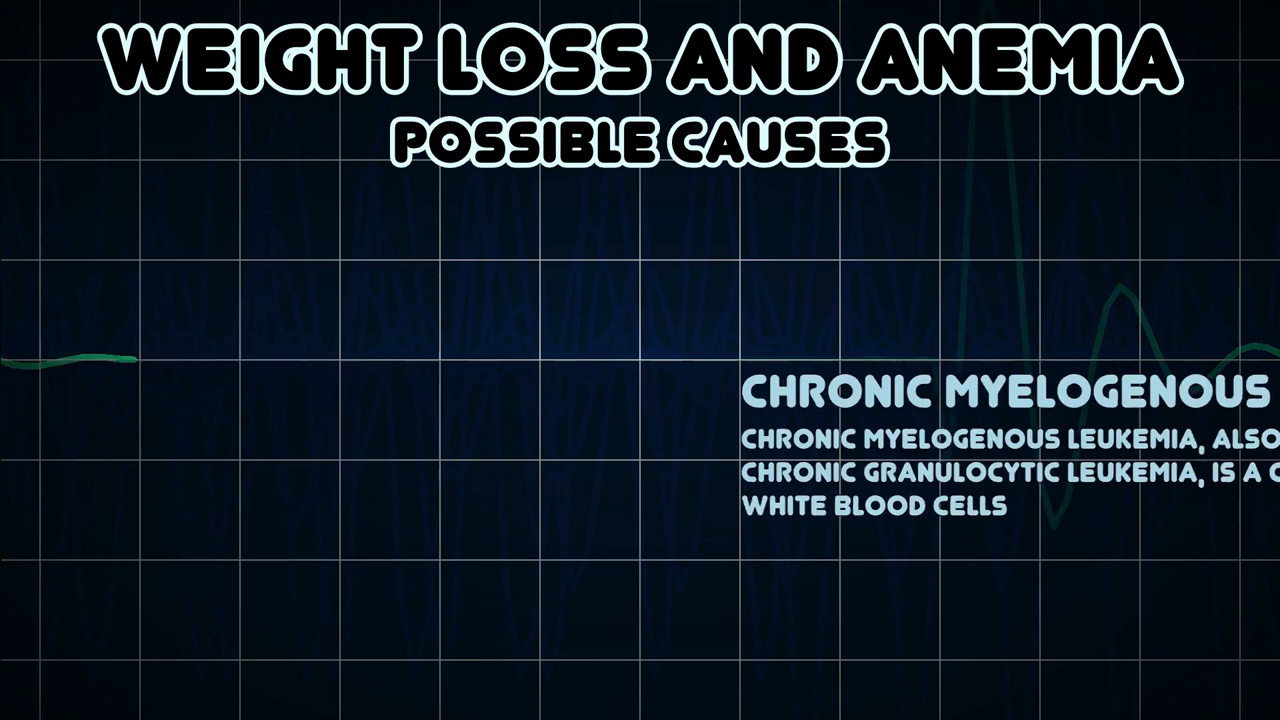 WEIGHT LOSS AND ANEMIA
POSSIBLE CAUSES
CHRONIC MYELOGENOUS
CHRONIC MYELOGENOUS LEUKEMIA, ALSO
CHRONIC GRANULOCYTIC LEUKEMIA, IS A
WHITE BLOOD CELLS